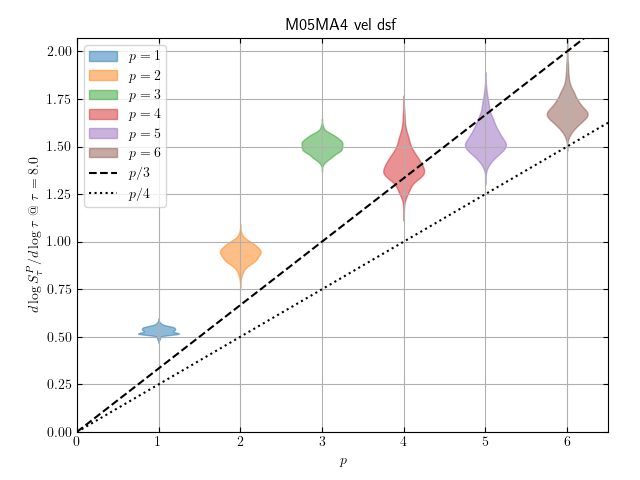 M05MA4 vel dsf
2.00
1.75
1.50
1.25
1.00
0.75
0.50
0.25
0.00
d log S_τ^P / d log τ @ τ = 8.0
p = 1
p = 2
p = 3
p = 4
p = 5
p = 6
p/3
p/4
0 1 2 3 4 5 6
p